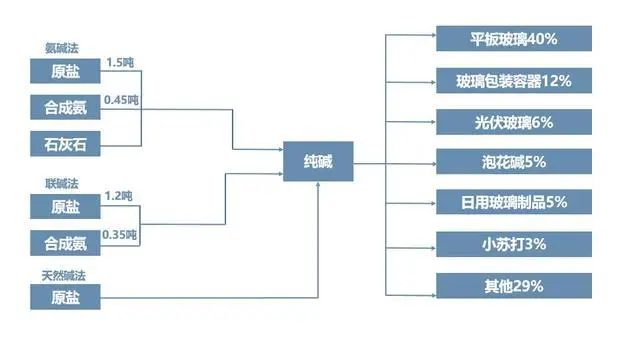 氨碱法
原盐
1.5吨
合成氨
0.45吨
石灰石
联碱法
原盐
1.2吨
合成氨
0.35吨
天然碱法
原盐
纯碱
平板玻璃40%
玻璃包装容器12%
光伏玻璃6%
泡花碱5%
日用玻璃制品5%
小苏打3%
其他29%